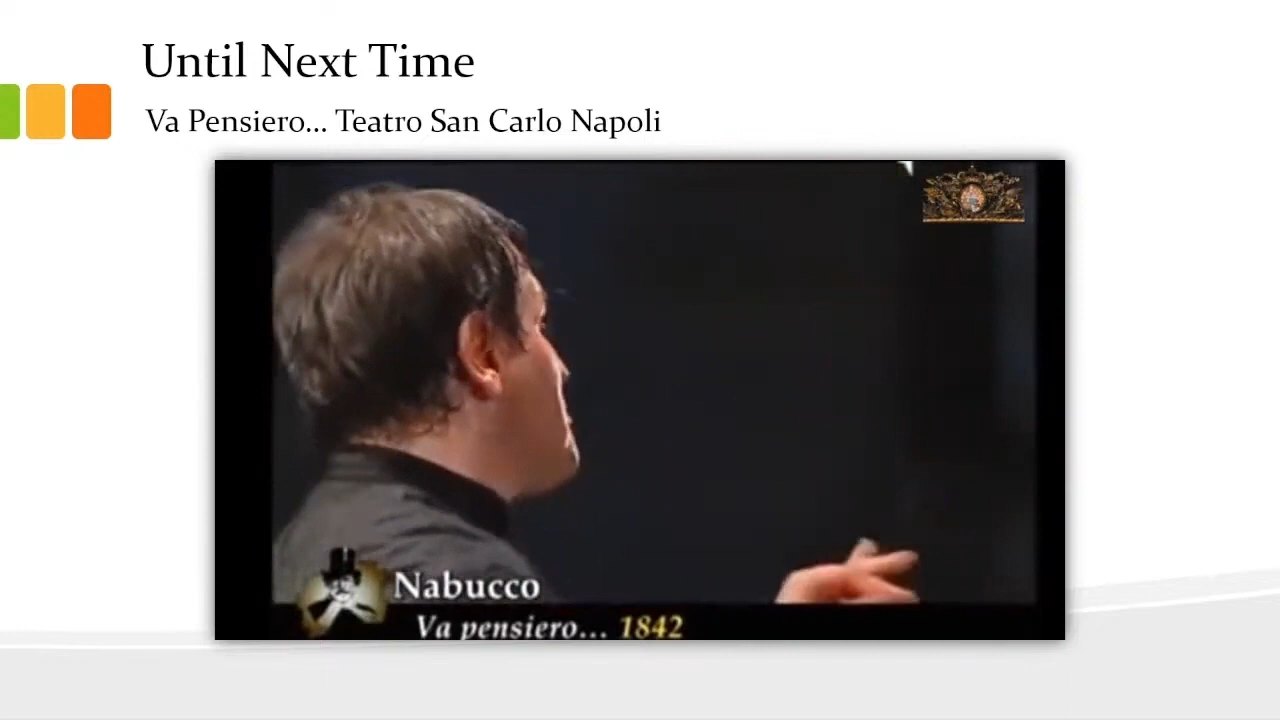 Until Next Time
Va Pensiero... Teatro San Carlo Napoli
Nabucco
Va pensiero... 1842